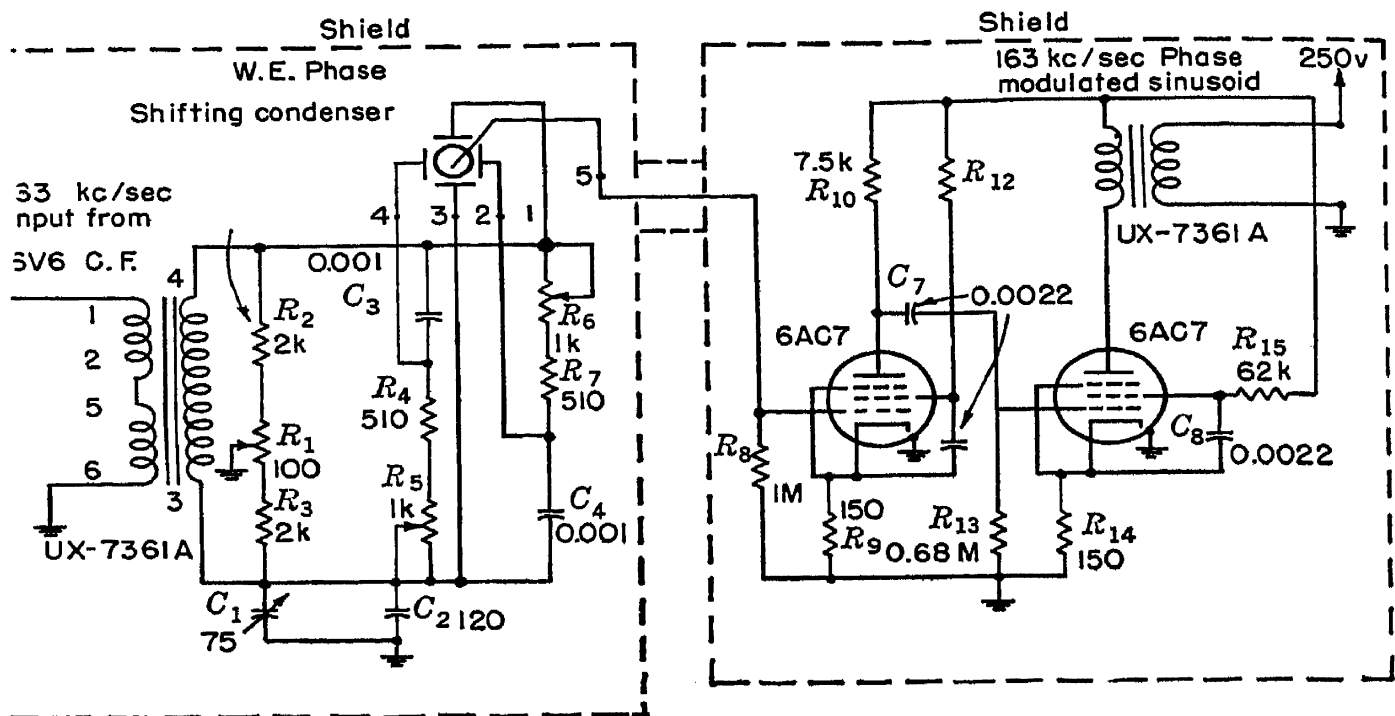 Shield
W.E. Phase
Shifting condenser
33 kc/sec
nput from
6V6 C.F.
4
3
2
1
5
4
1
2
5
6
3
UX-7361A
R2
2k
R1
100
R3
2k
0.001
C3
R4
510
R5
1k
R6
1k
R7
510
C4
0.001
C1
75
C2 120
Shield
163 kc/sec Phase
modulated sinusoid
250v
7.5k
R10
R12
UX-7361A
C7
0.0022
6AC7
6AC7
R15
62k
R8
1M
150
R9
R13
0.68M
R14
150
C8
0.0022